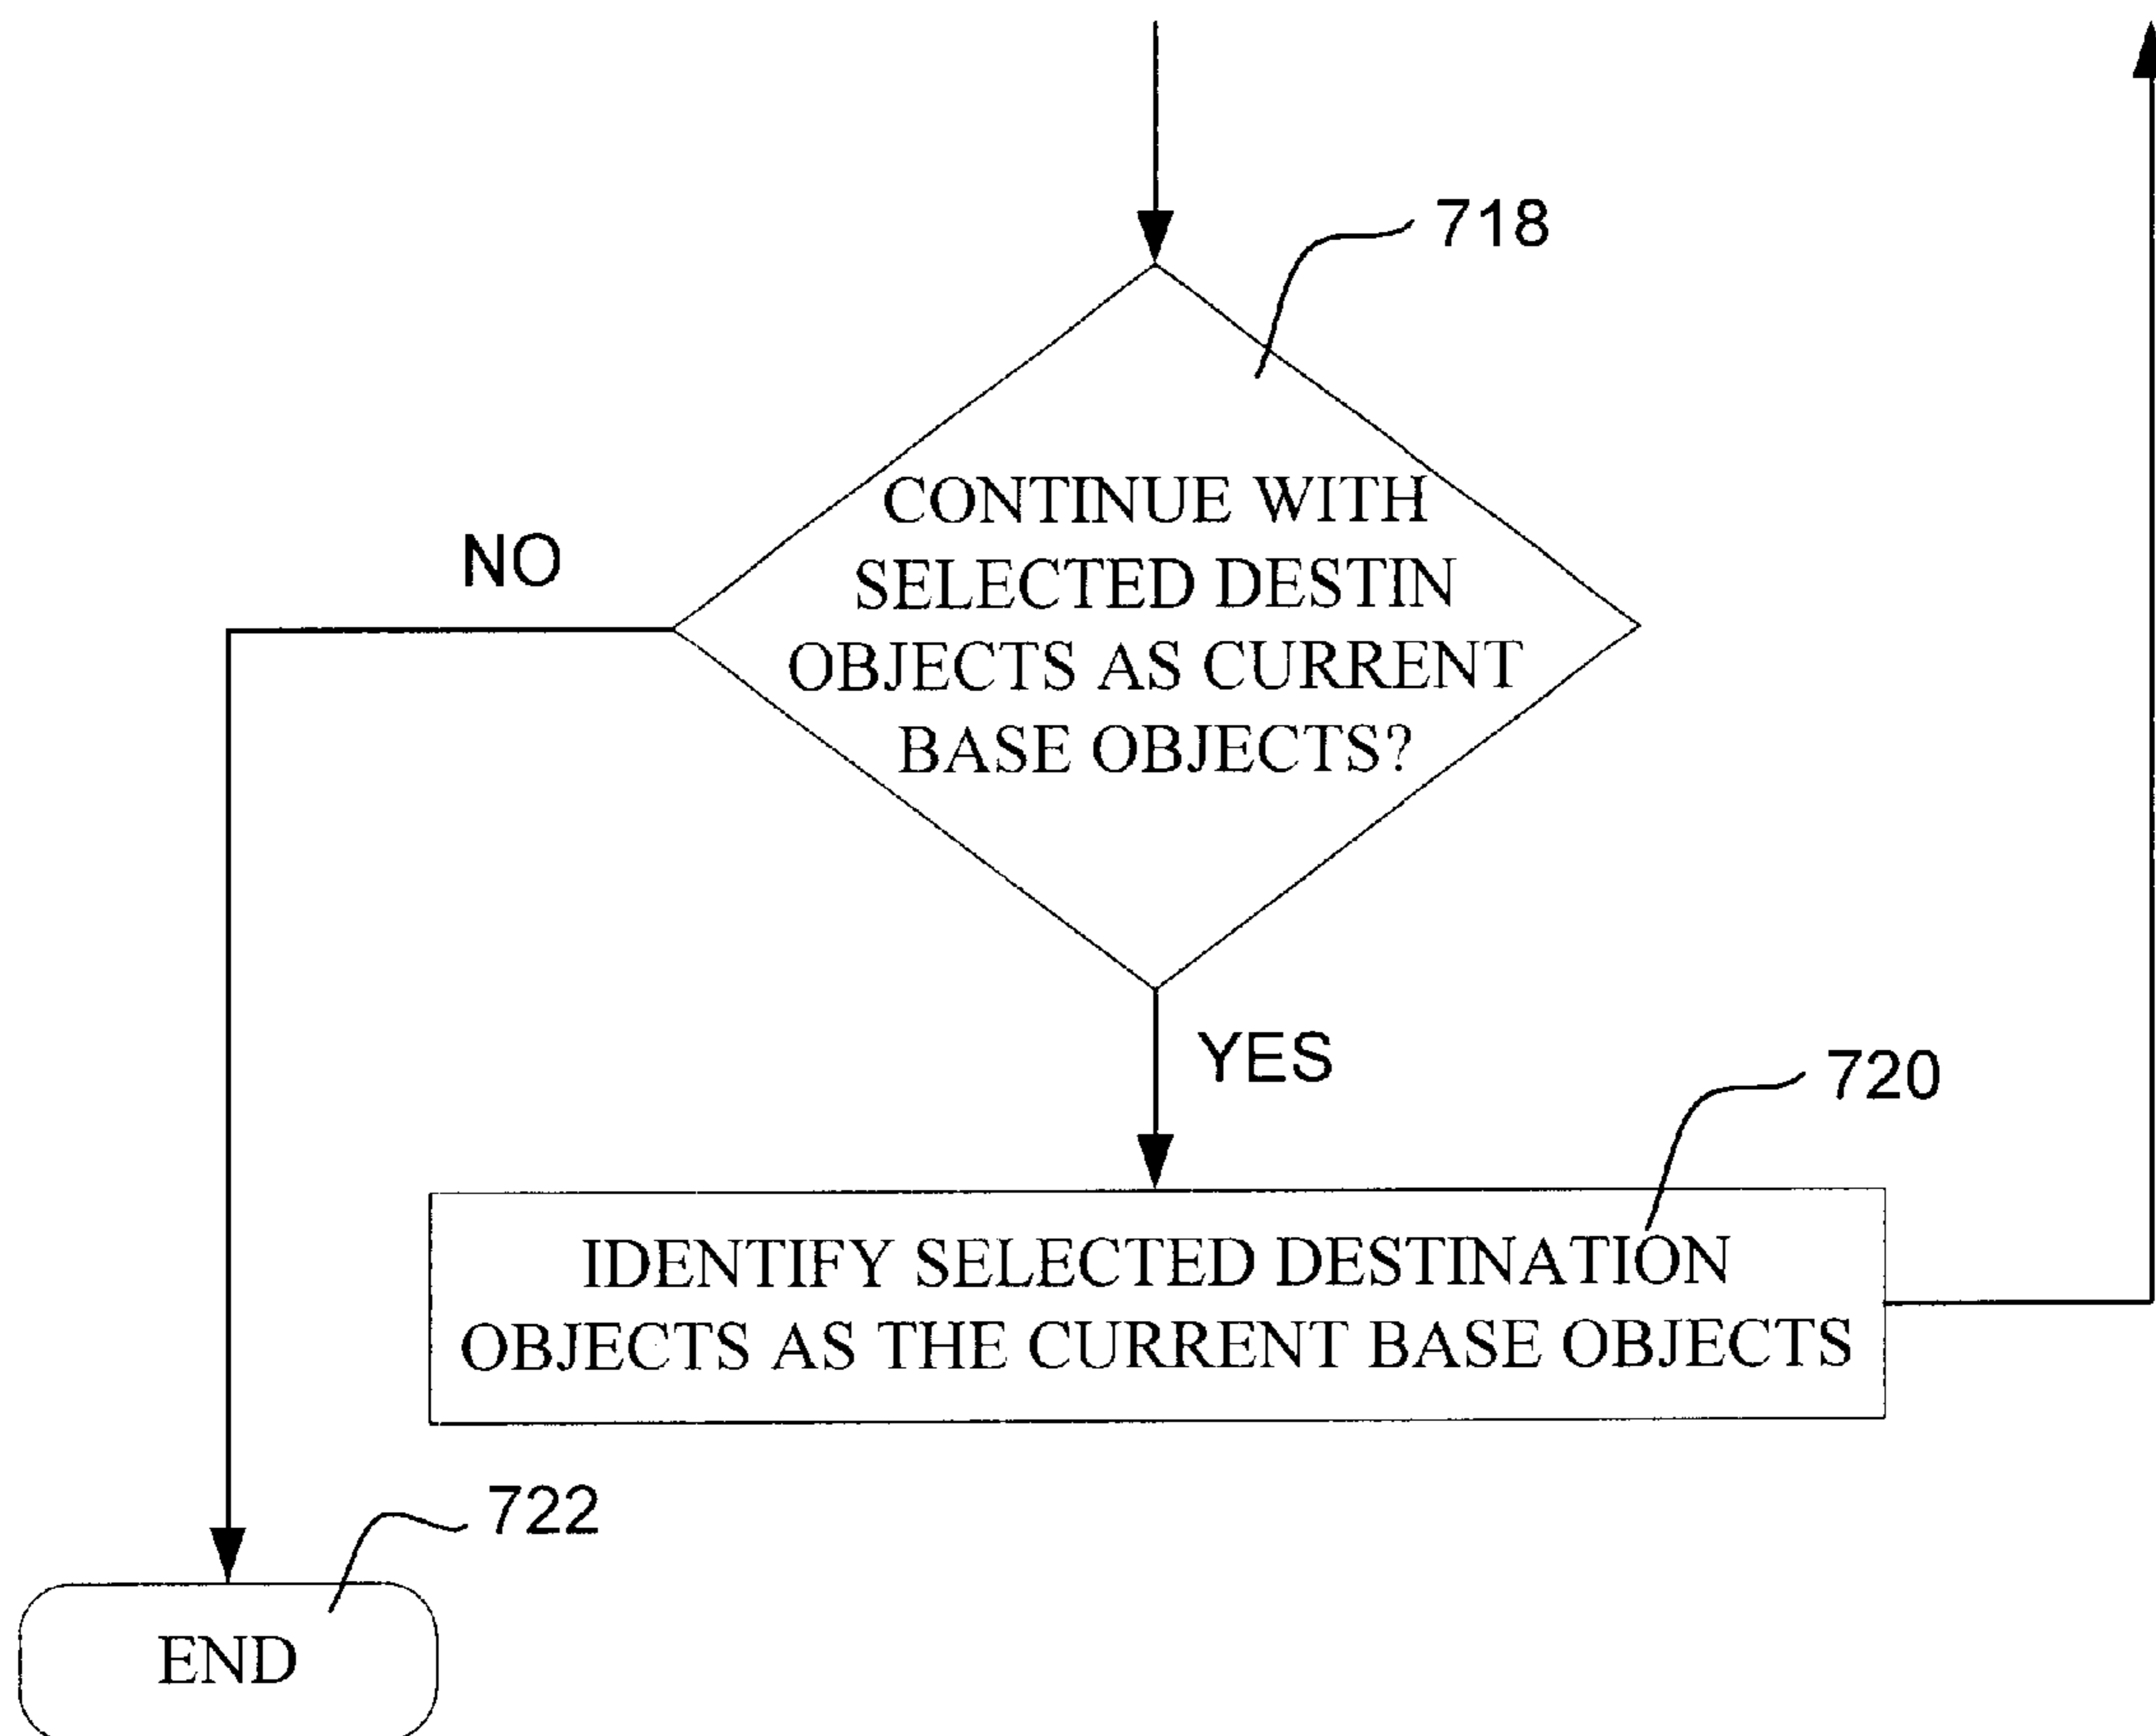 718
CONTINUE WITH
SELECTED DESTIN
OBJECTS AS CURRENT
BASE OBJECTS?
NO
YES
720
IDENTIFY SELECTED DESTINATION
OBJECTS AS THE CURRENT BASE OBJECTS
722
END